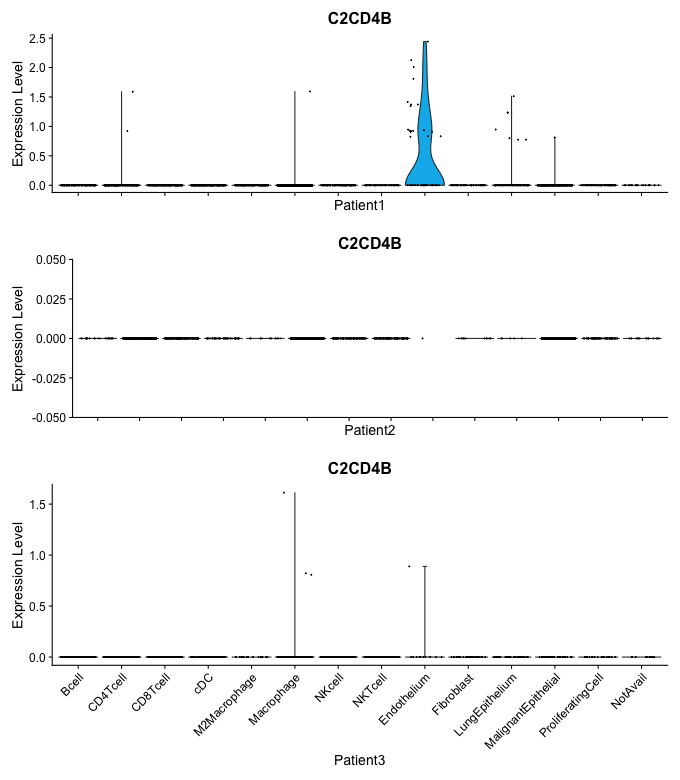 C2CD4B
Expression Level
2.5
2.0
1.5
1.0
0.5
0.0
Patient1
C2CD4B
Expression Level
0.050
0.025
0.000
-0.025
-0.050
Patient2
C2CD4B
Expression Level
1.5
1.0
0.5
0.0
Bcell
CD4Tcell
CD8Tcell
cDC
M2Macrophage
Macrophage
NKcell
NKTcell
Endothelium
Fibroblast
LungEpithelium
MalignantEpithelial
ProliferatingCell
NotAvail
Patient3